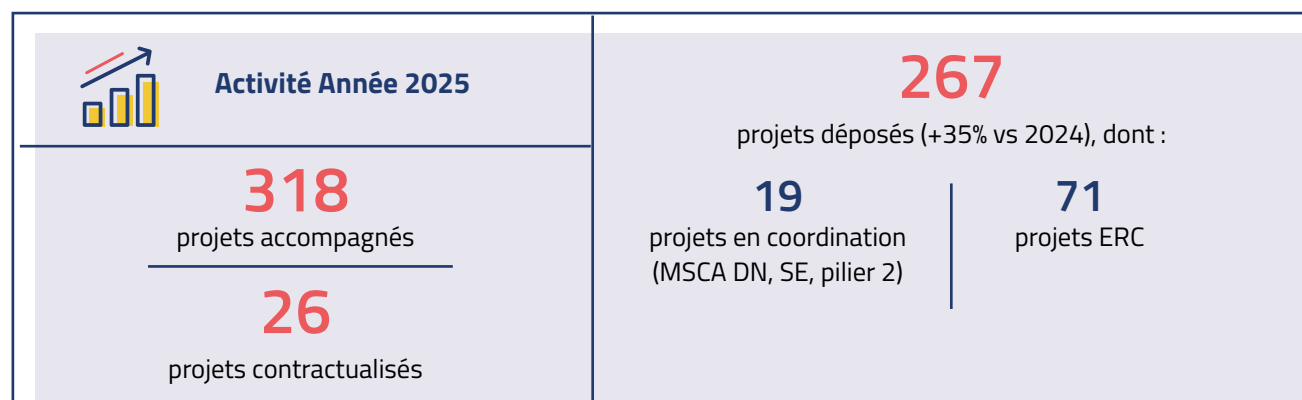 Activité Année 2025
318
projets accompagnés
26
projets contractualisés
267
projets déposés (+35% vs 2024), dont :
19
projets en coordination
(MSCA DN, SE, pilier 2)
71
projets ERC